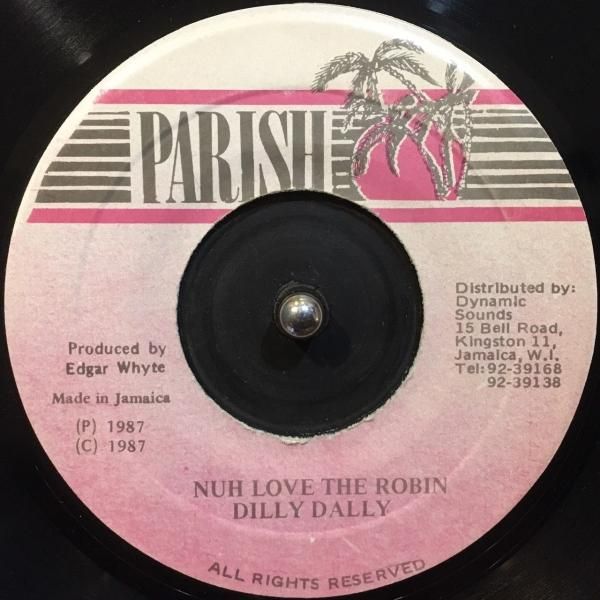 PARISH
Produced by
Edgar Whyte
Made in Jamaica
(P) 1987
(C) 1987
Distributed by:
Dynamic
Sounds
15 Bell Road,
Kingston 11,
Jamaica, W.I.
Tel: 92-39168
92-39138
NUH LOVE THE ROBIN
DILLY DALLY
ALL RIGHTS RESERVED